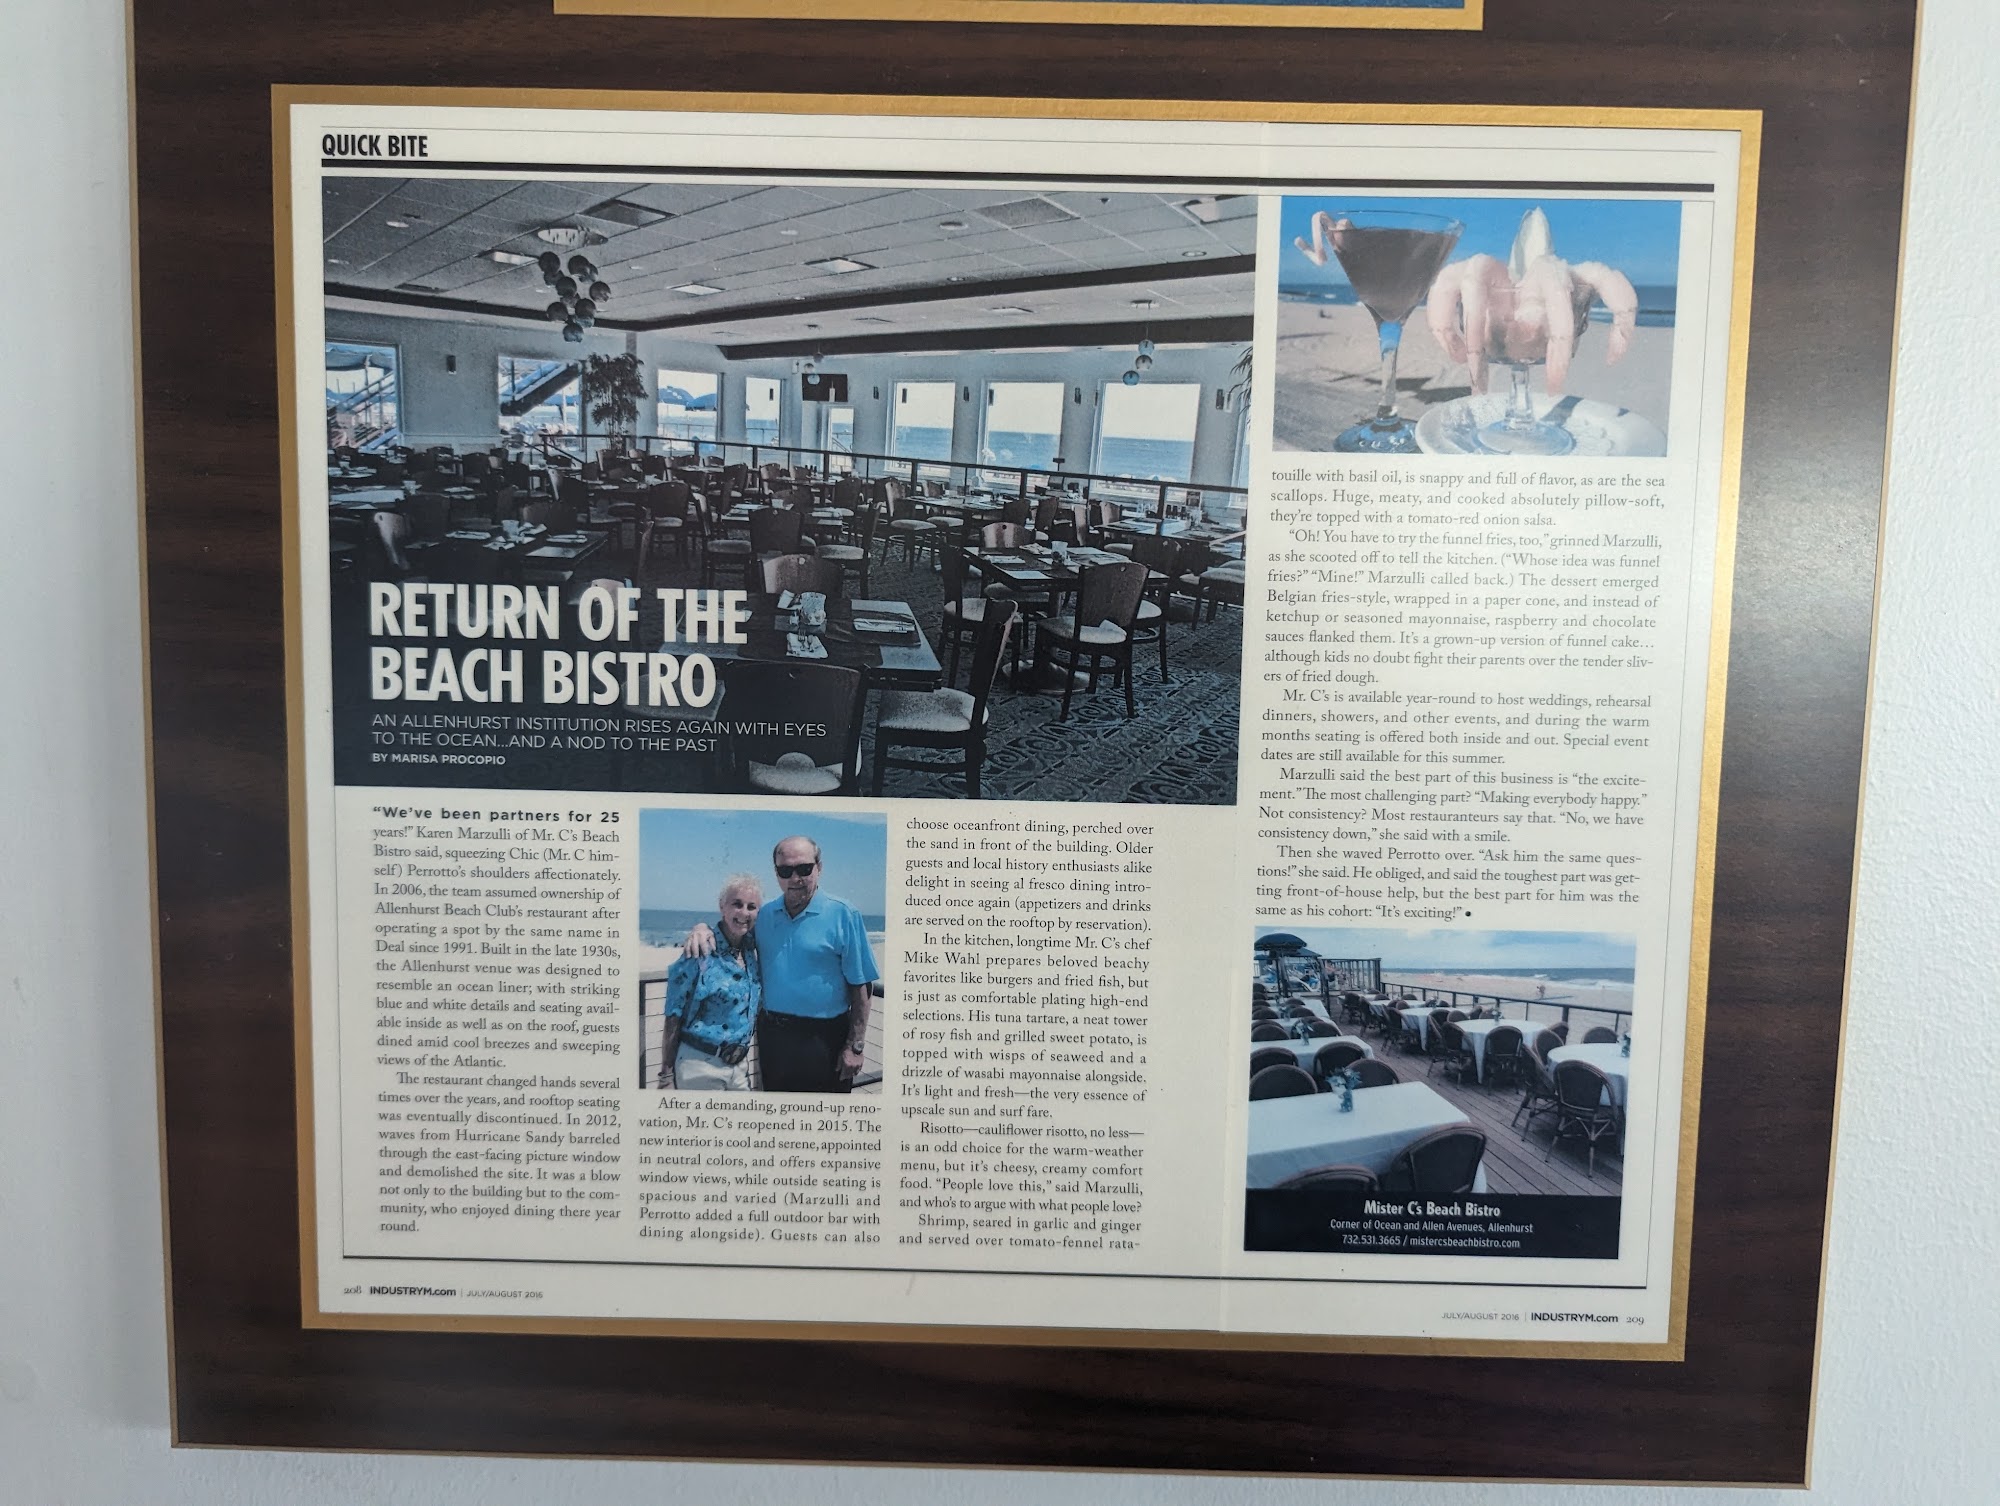 QUICK BITE
RETURN OF THE
BEACH BISTRO
AN ALLENHURST INSTITUTION RISES AGAIN WITH EYES
TO THE OCEAN...AND A NOD TO THE PAST
BY MARISA PROCOPIO
"We've been partners for 25
years!" Karen Marzulli of Mr. C's Beach
Bistro said, squeezing Chic (Mr. C him-
self) Perrotto's shoulders affectionately.
In 2006, the team assumed ownership of
Allenhurst Beach Club's restaurant after
operating a spot by the same name in
Deal since 1991. Built in the late 1930s,
the Allenhurst venue was designed to
resemble an ocean liner; with striking
blue and white details and seating avail-
able inside as well as on the roof, guests
dined amid cool breezes and sweeping
views of the Atlantic.
The restaurant changed hands several
times over the years, and rooftop seating
was eventually discontinued. In 2012,
waves from Hurricane Sandy barreled
through the east-facing picture window
and demolished the site. It was a blow
not only to the building but to the com-
munity, who enjoyed dining there year
round.
After a demanding, ground-up reno-
vation, Mr. C's reopened in 2015. The
new interior is cool and serene, appointed
in neutral colors, and offers expansive
window views, while outside seating is
spacious and varied (Marzulli and
Perrotto added a full outdoor bar with
dining alongside). Guests can also
choose oceanfront dining, perched over
the sand in front of the building. Older
guests and local history enthusiasts alike
delight in seeing al fresco dining intro-
duced once again (appetizers and drinks
are served on the rooftop by reservation).
In the kitchen, longtime Mr. C's chef
Mike Wahl prepares beloved beachy
favorites like burgers and fried fish, but
is just as comfortable plating high-end
selections. His tuna tartare, a neat tower
of rosy fish and grilled sweet potato, is
topped with wisps of seaweed and a
drizzle of wasabi mayonnaise alongside.
It's light and fresh—the very essence of
upscale sun and surf fare.
Risotto—cauliflower risotto, no less—
is an odd choice for the warm-weather
menu, but it's cheesy, creamy comfort
food. "People love this," said Marzulli,
and who's to argue with what people love?
Shrimp, seared in garlic and ginger
and served over tomato-fennel rata-
touille with basil oil, is snappy and full of flavor, as are the sea
scallops. Huge, meaty, and cooked absolutely pillow-soft,
they're topped with a tomato-red onion salsa.
"Oh! You have to try the funnel fries, too," grinned Marzulli,
as she scooted off to tell the kitchen. ("Whose idea was funnel
fries?" "Mine!" Marzulli called back.) The dessert emerged
Belgian fries-style, wrapped in a paper cone, and instead of
ketchup or seasoned mayonnaise, raspberry and chocolate
sauces flanked them. It's a grown-up version of funnel cake...
although kids no doubt fight their parents over the tender sliv-
ers of fried dough.
Mr. C's is available year-round to host weddings, rehearsal
dinners, showers, and other events, and during the warm
months seating is offered both inside and out. Special event
dates are still available for this summer.
Marzulli said the best part of this business is "the excite-
ment." The most challenging part? "Making everybody happy."
Not consistency? Most restauranteurs say that. "No, we have
consistency down," she said with a smile.
Then she waved Perrotto over. "Ask him the same ques-
tions!" she said. He obliged, and said the toughest part was get-
ting front-of-house help, but the best part for him was the
same as his cohort: "It's exciting!" •
Mister C's Beach Bistro
Corner of Ocean and Allen Avenues, Allenhurst
732.531.3665 / mistercsbeachbistro.com
208 INDUSTRYM.com | JULY/AUGUST 2016
JULY/AUGUST 2016 | INDUSTRYM.com 209